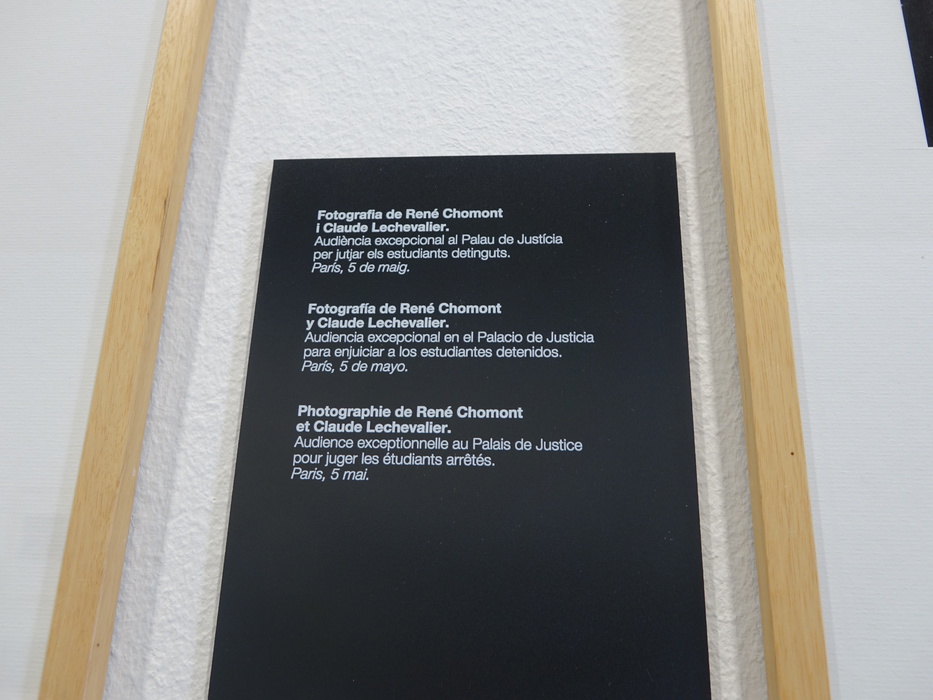 Fotografia de René Chomont
i Claude Lechevalier.
Audiència excepcional al Palau de Justícia
per jutjar els estudiants detinguts.
París, 5 de maig.
Fotografía de René Chomont
y Claude Lechevalier.
Audiencia excepcional en el Palacio de Justicia
para enjuiciar a los estudiantes detenidos.
París, 5 de mayo.
Photographie de René Chomont
et Claude Lechevalier.
Audience exceptionnelle au Palais de Justice
pour juger les étudiants arrêtés.
Paris, 5 mai.